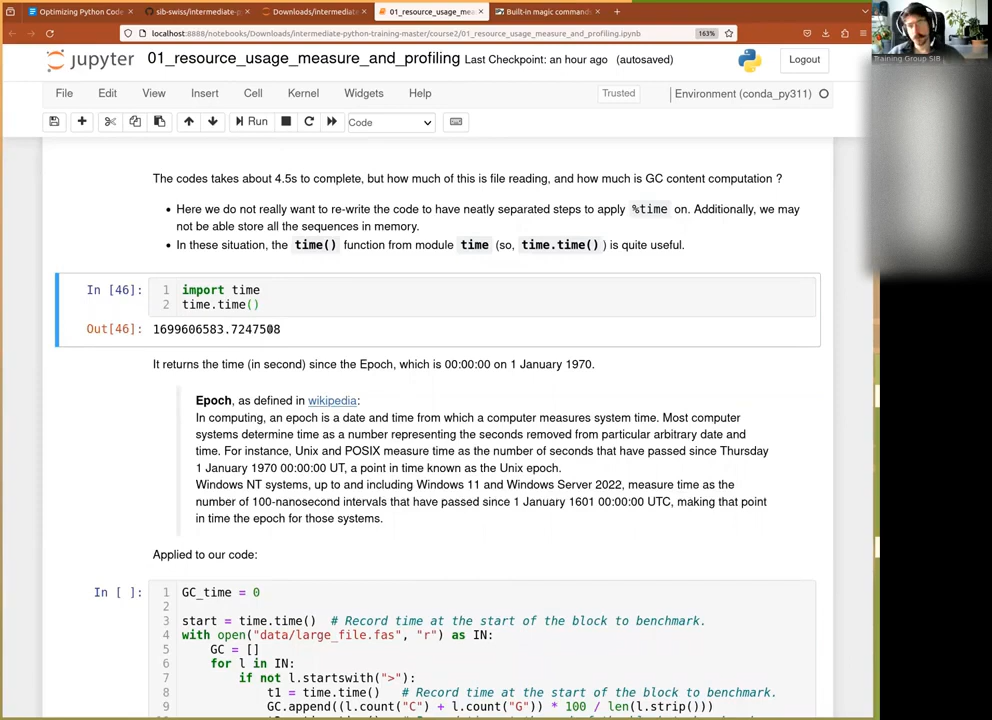 Optimizing Python Code
sib-swiss/intermediate-p
Downloads/intermediate
01_resource_usage_mea
Built-in magic command
localhost:8888/notebooks/Downloads/intermediate-python-training-master/course2/01_resource_usage_measure_and_profiling.ipynb
163%
Training Group SIB
jupyter 01_resource_usage_measure_and_profiling Last Checkpoint: an hour ago (autosaved)
Logout
File Edit View Insert Cell Kernel Widgets Help
Trusted
Environment (conda_py311)
Run
Code
The codes takes about 4.5s to complete, but how much of this is file reading, and how much is GC content computation ?
• Here we do not really want to re-write the code to have neatly separated steps to apply %time on. Additionally, we may
not be able store all the sequences in memory.
• In these situation, the time() function from module time (so, time.time() ) is quite useful.
In [46]:
1 import time
2 time.time()
Out[46]: 1699606583.7247508
It returns the time (in second) since the Epoch, which is 00:00:00 on 1 January 1970.
Epoch, as defined in wikipedia:
In computing, an epoch is a date and time from which a computer measures system time. Most computer
systems determine time as a number representing the seconds removed from particular arbitrary date and
time. For instance, Unix and POSIX measure time as the number of seconds that have passed since Thursday
1 January 1970 00:00:00 UT, a point in time known as the Unix epoch.
Windows NT systems, up to and including Windows 11 and Windows Server 2022, measure time as the
number of 100-nanosecond intervals that have passed since 1 January 1601 00:00:00 UTC, making that point
in time the epoch for those systems.
Applied to our code:
In [ ]:
1 GC_time = 0
2
3 start = time.time() # Record time at the start of the block to benchmark.
4 with open("data/large_file.fas", "r") as IN:
5 GC = []
6 for l in IN:
7 if not l.startswith(">"):
8 t1 = time.time() # Record time at the start of the block to benchmark.
9 GC.append((l.count("C") + l.count("G")) * 100 / len(l.strip()))